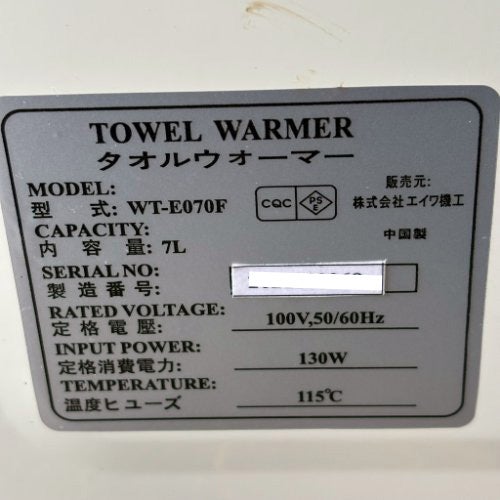 TOWEL WARMER
タオルウォーマー
MODEL:
型 式: WT-E070F
CQC
PS
E
販売元:
株式会社エイワ機工
CAPACITY:
内 容 量: 7L
中国製
SERIAL NO:
製造番号:
RATED VOLTAGE:
定格電壓: 100V,50/60Hz
INPUT POWER:
定格消費電力: 130W
TEMPERATURE:
温度ヒューズ 115℃